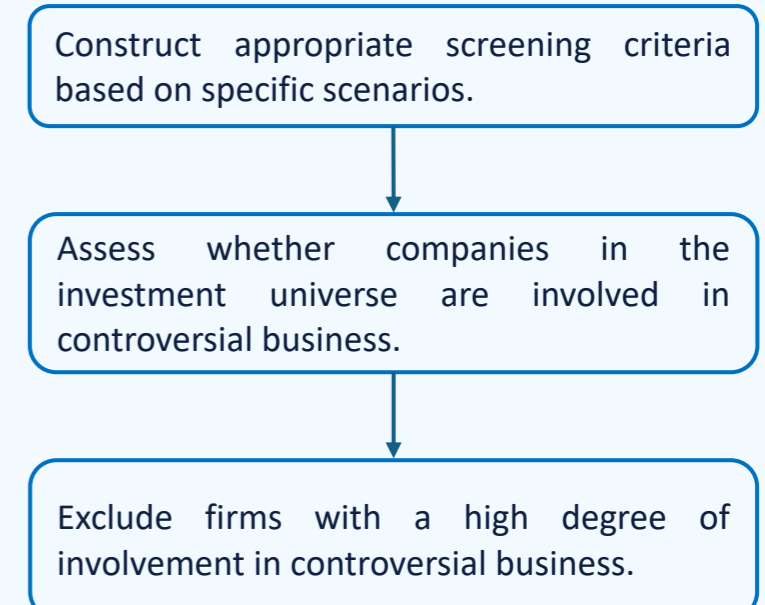 Construct appropriate screening criteria
based on specific scenarios.
Assess whether companies in the
investment universe are involved in
controversial business.
Exclude firms with a high degree of
involvement in controversial business.